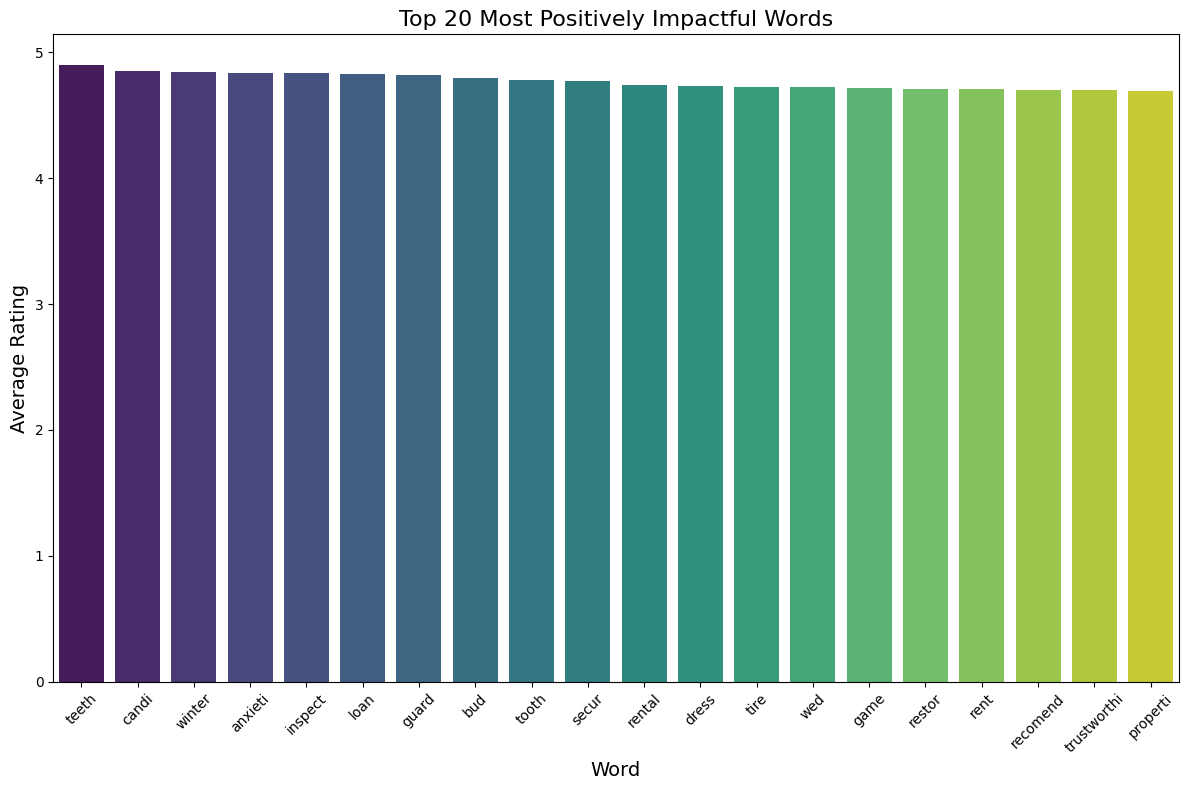 Top 20 Most Positively Impactful Words
Average Rating
5
4
3
2
1
0
teeth
candi
winter
anxieti
inspect
loan
guard
bud
tooth
secur
rental
dress
tire
wed
game
restor
rent
recomend
trustworthi
properti
Word